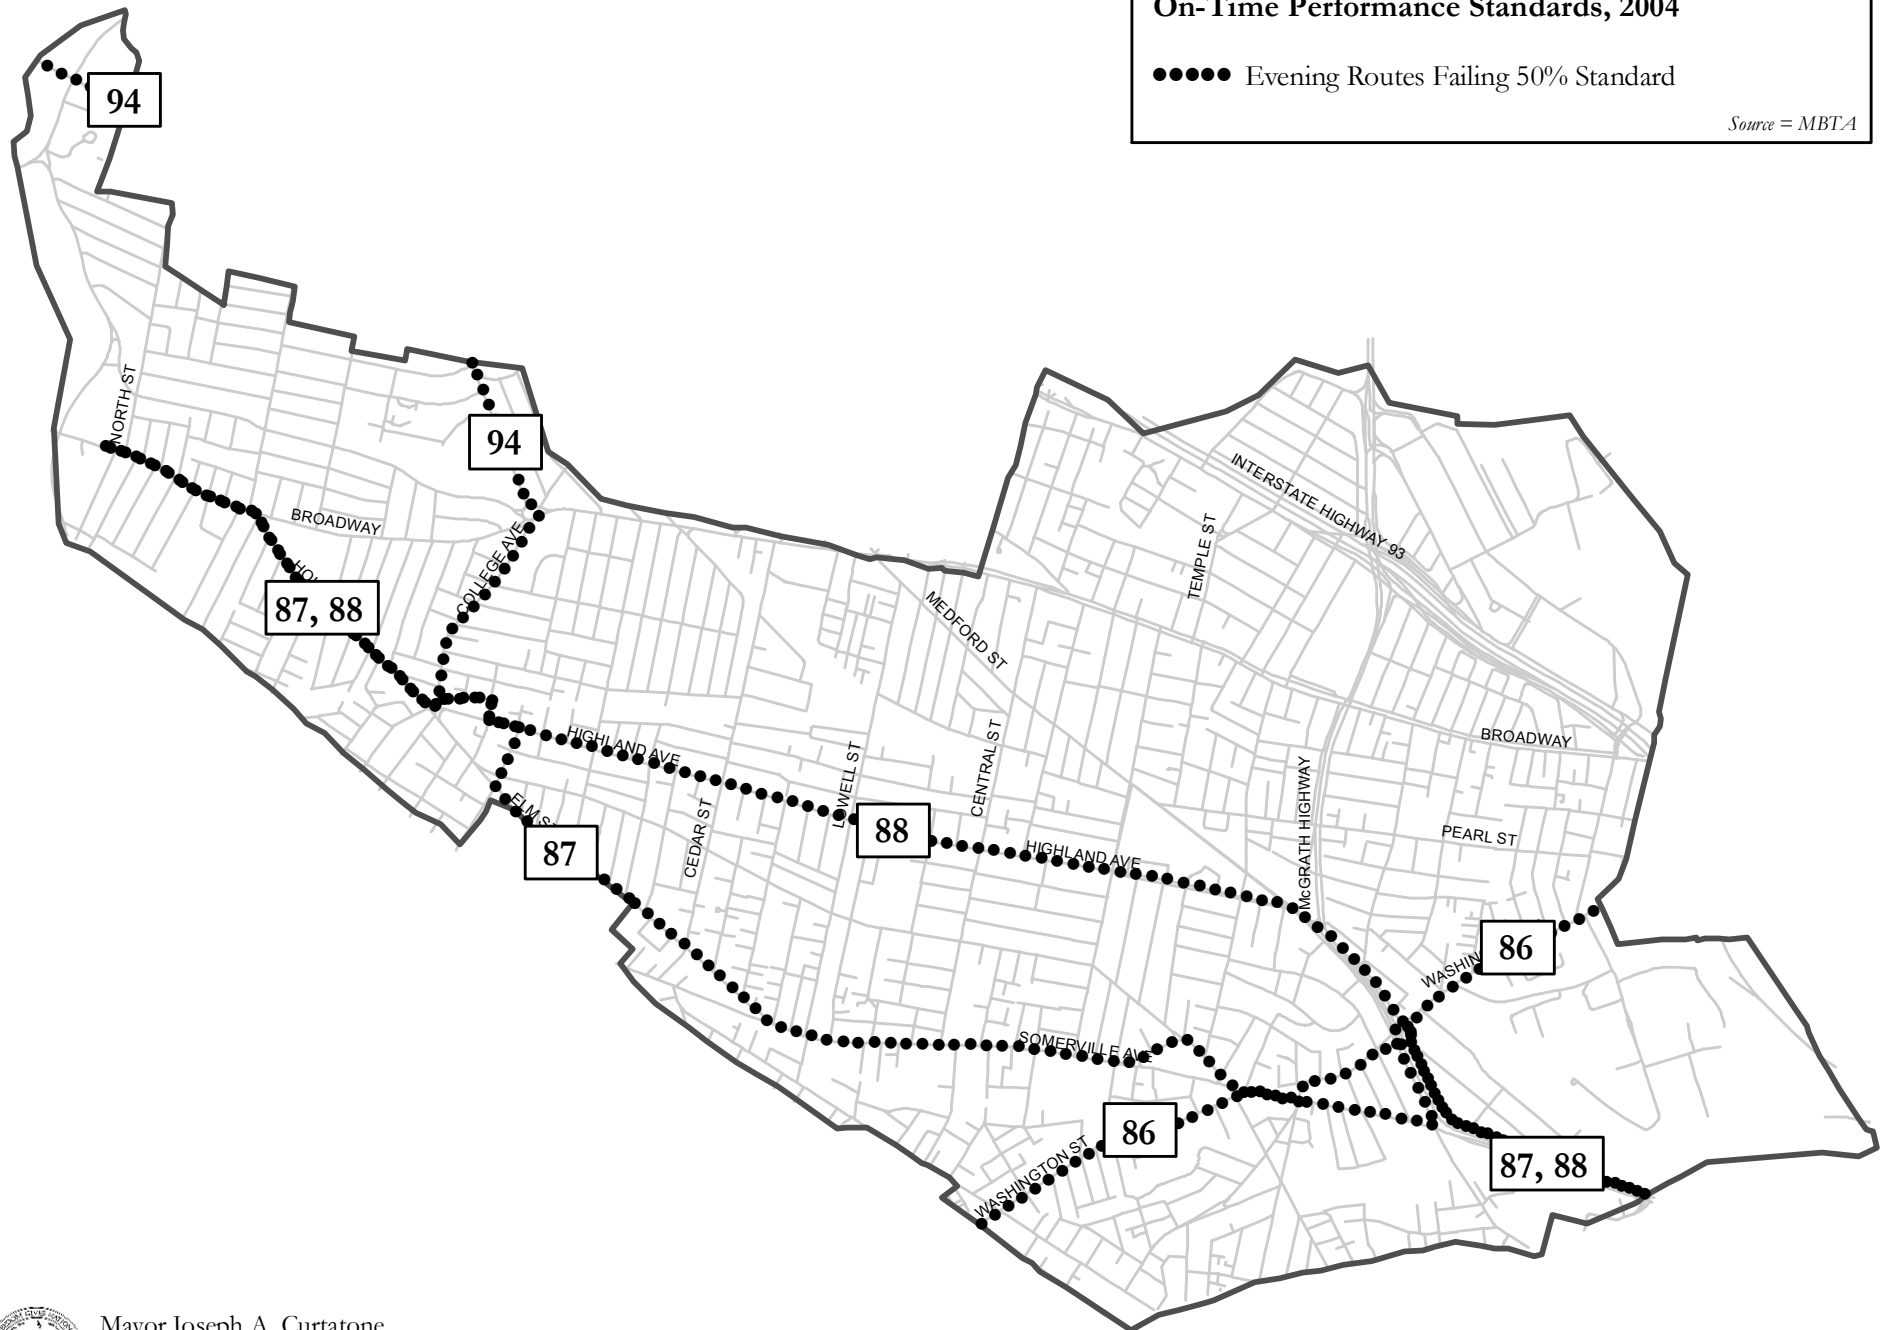 On-Time Performance Standards, 2004
Evening Routes Failing 50% Standard
Source = MBTA
94
94
NORTH ST
BROADWAY
COLLEGE AVE
87, 88
INTERSTATE HIGHWAY 93
TEMPLE ST
MEDFORD ST
HIGHLAND AVE
CENTRAL ST
BROADWAY
McGRATH HIGHWAY
PEARL ST
ELM
87
CEDAR ST
88
HIGHLAND AVE
86
SOMERVILLE AVE
86
WASHINGTON ST
87, 88
Mayor Joseph A. Curtatone